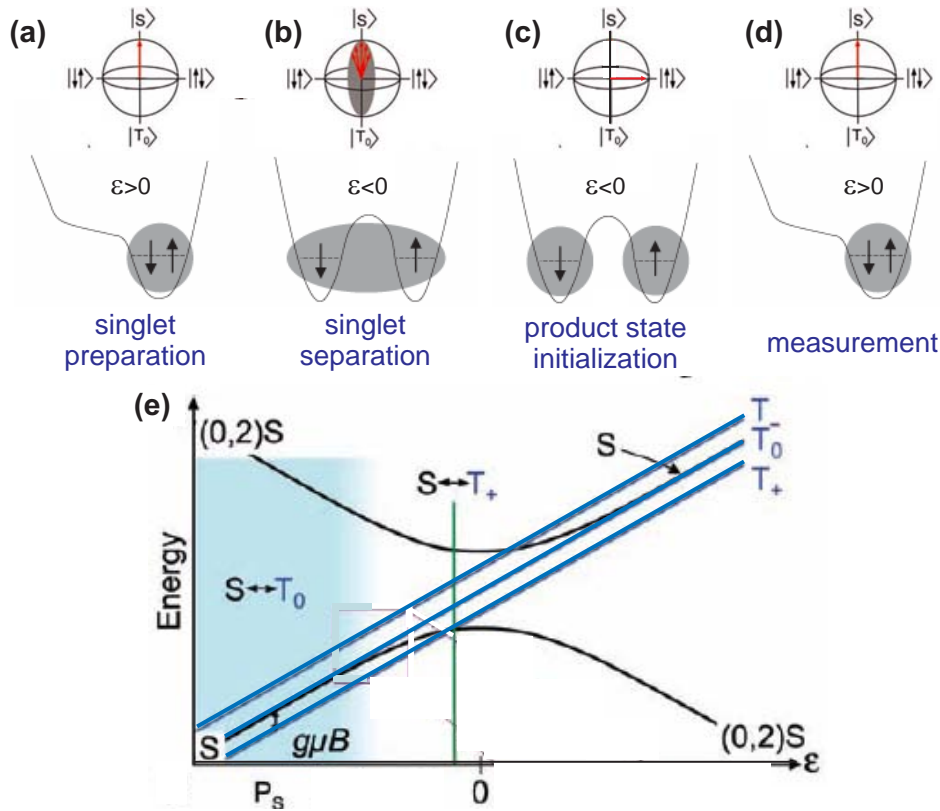 (a) (b) (c) (d)
|S⟩ |S⟩ |S⟩ |S⟩
|↓↑⟩ |↑↓⟩ |↓↑⟩ |↑↓⟩ |↓↑⟩ |↑↓⟩ |↓↑⟩ |↑↓⟩
|T₀⟩ |T₀⟩ |T₀⟩ |T₀⟩
ε>0 ε<0 ε<0 ε>0
singlet preparation
singlet separation
product state initialization
measurement
(e)
(0,2)S
S
T₋
T₀
T₊
S↔T₊
Energy
S↔T₀
S
gμB
(0,2)S
ε
Pₛ
0